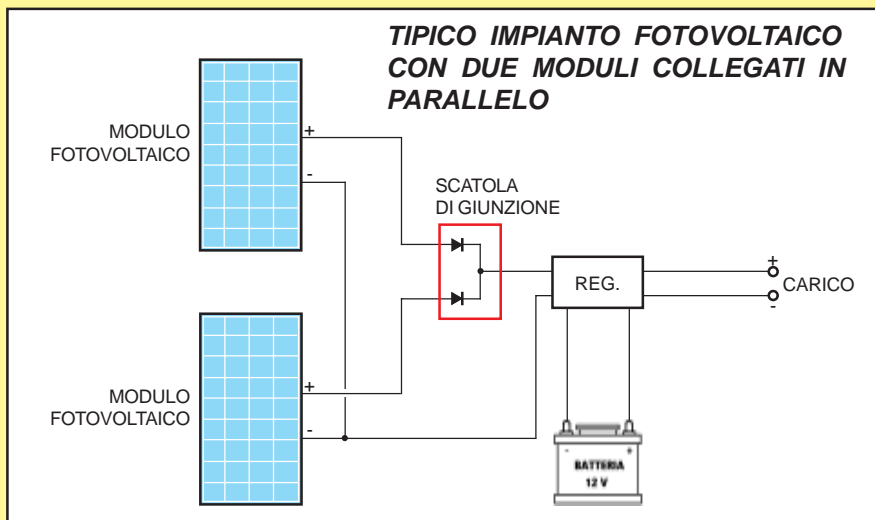 TIPICO IMPIANTO FOTOVOLTAICO
CON DUE MODULI COLLEGATI IN
PARALLELO
MODULO
FOTOVOLTAICO
+
-
SCATOLA
DI GIUNZIONE
REG.
+
CARICO
-
MODULO
FOTOVOLTAICO
+
-
- +
BATTERIA
12 V